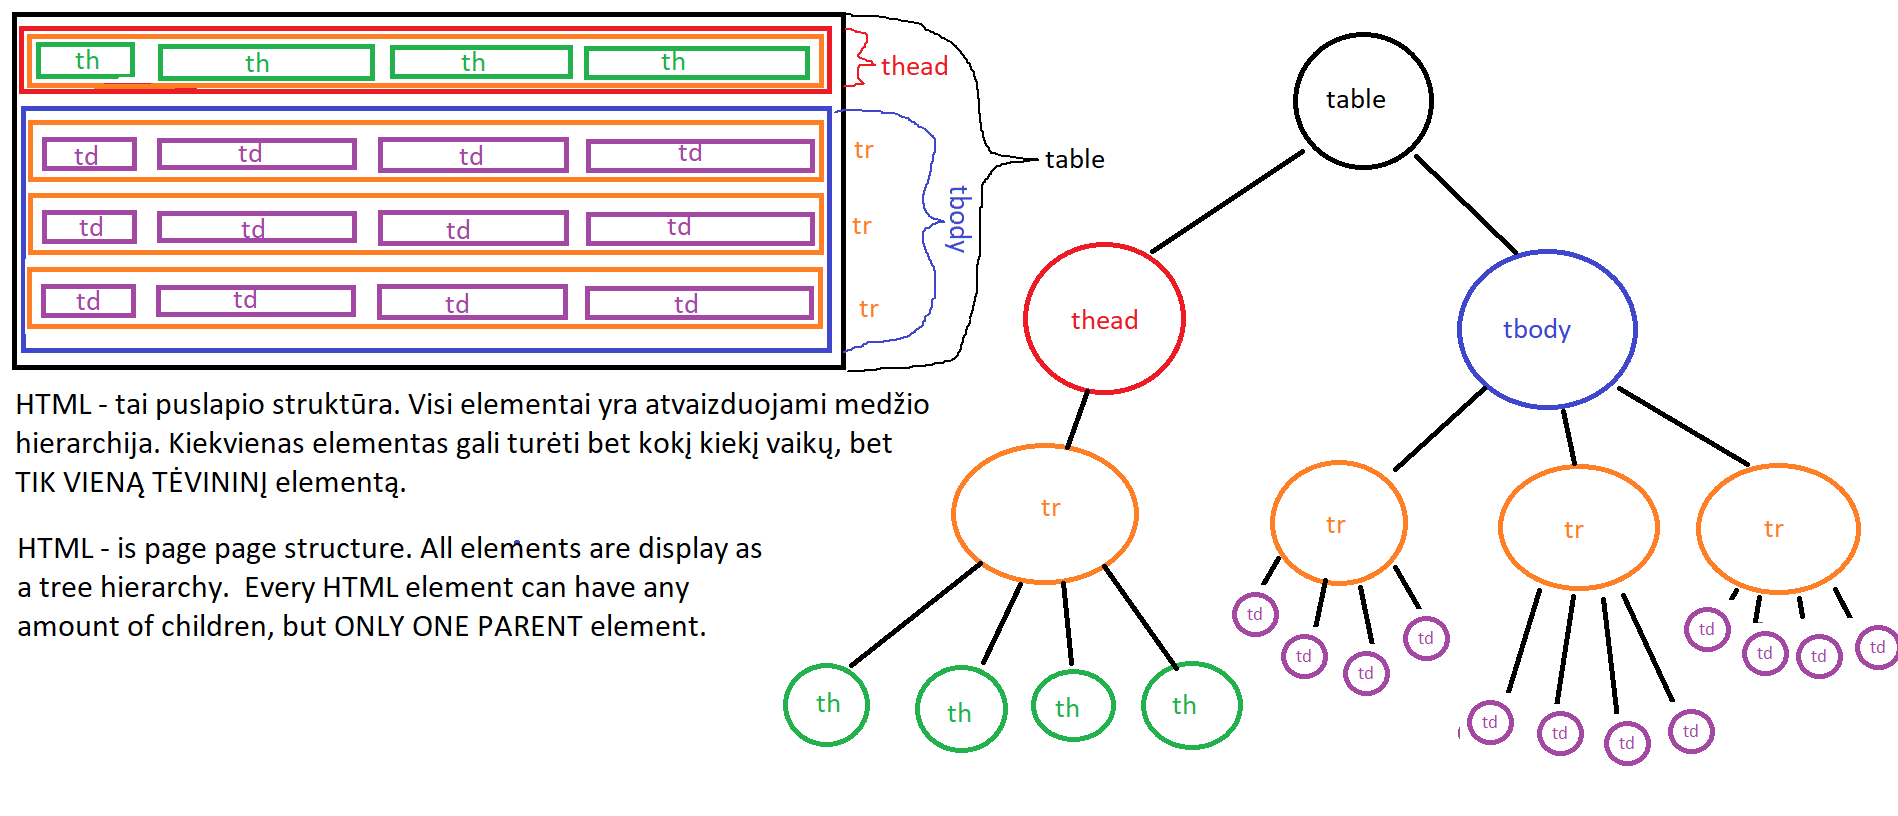 th th th th
thead
td td td td
tr
table
td td td td
tr
tbody
td td td td
tr
HTML - tai puslapio struktūra. Visi elementai yra atvaizduojami medžio
hierarchija. Kiekvienas elementas gali turėti bet kokį kiekį vaikų, bet
TIK VIENĄ TĖVININĮ elementą.
HTML - is page page structure. All elements are display as
a tree hierarchy.  Every HTML element can have any
amount of children, but ONLY ONE PARENT element.
table
thead
tbody
tr
tr
tr
tr
th th th th
td td td td
td td td td
td td td td